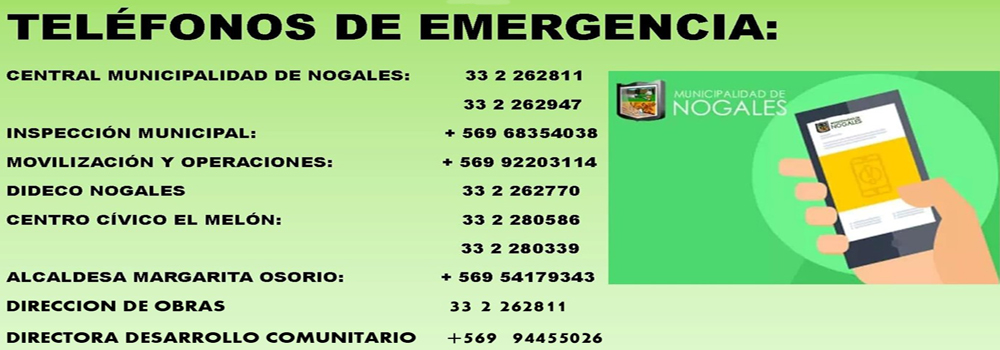 TELÉFONOS DE EMERGENCIA:
CENTRAL MUNICIPALIDAD DE NOGALES: 33 2 262811
33 2 262947
INSPECCIÓN MUNICIPAL: + 569 68354038
MOVILIZACIÓN Y OPERACIONES: + 569 92203114
DIDECO NOGALES 33 2 262770
CENTRO CÍVICO EL MELÓN: 33 2 280586
33 2 280339
ALCALDESA MARGARITA OSORIO: + 569 54179343
DIRECCION DE OBRAS 33 2 262811
DIRECTORA DESARROLLO COMUNITARIO +569 94455026
MUNICIPALIDAD DE
NOGALES
NOGALES